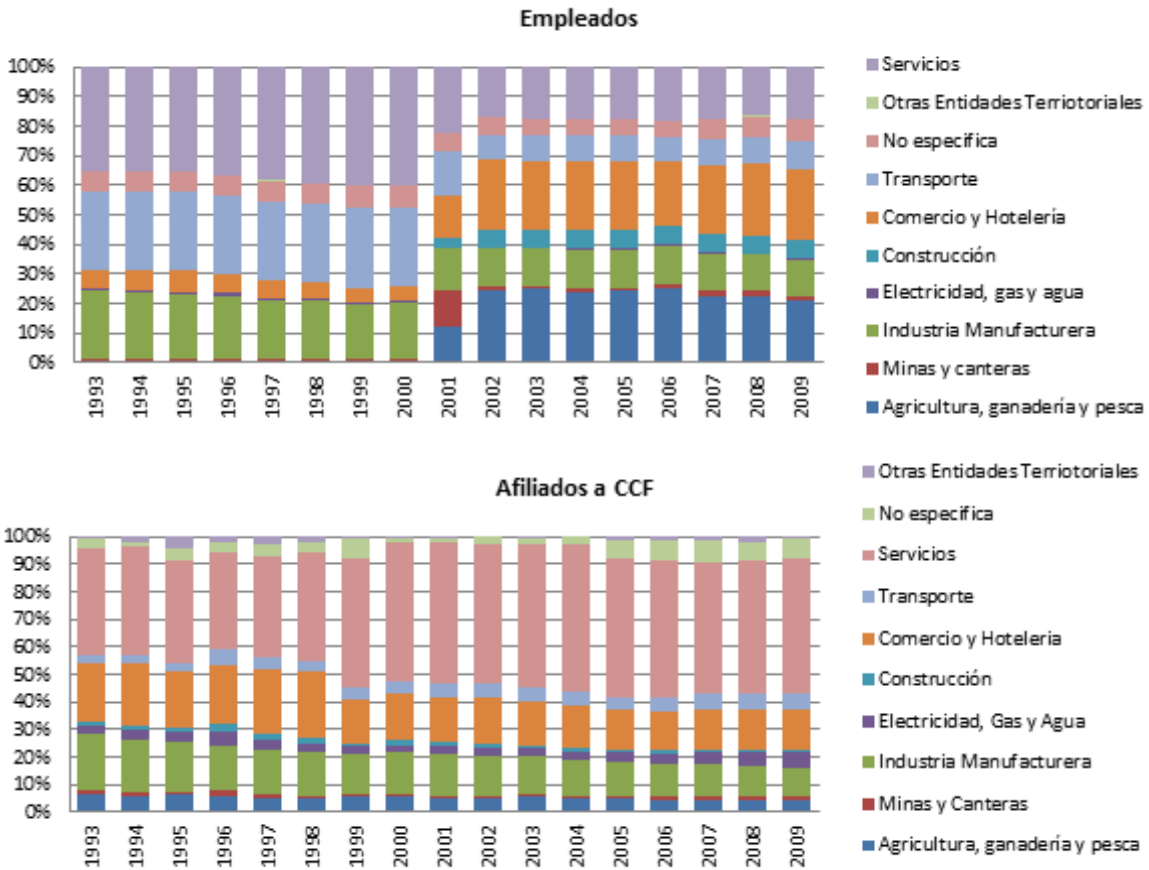 Empleados
100%
90%
80%
70%
60%
50%
40%
30%
20%
10%
0%
1993
1994
1995
1996
1997
1998
1999
2000
2001
2002
2003
2004
2005
2006
2007
2008
2009
Servicios
Otras Entidades Terriotoriales
No especifica
Transporte
Comercio y Hotelería
Construcción
Electricidad, gas y agua
Industria Manufacturera
Minas y canteras
Agricultura, ganadería y pesca
Afiliados a CCF
100%
90%
80%
70%
60%
50%
40%
30%
20%
10%
0%
1993
1994
1995
1996
1997
1998
1999
2000
2001
2002
2003
2004
2005
2006
2007
2008
2009
Otras Entidades Terriotoriales
No especifica
Servicios
Transporte
Comercio y Hoteleria
Construcción
Electricidad, Gas y Agua
Industria Manufacturera
Minas y Canteras
Agricultura, ganadería y pesca